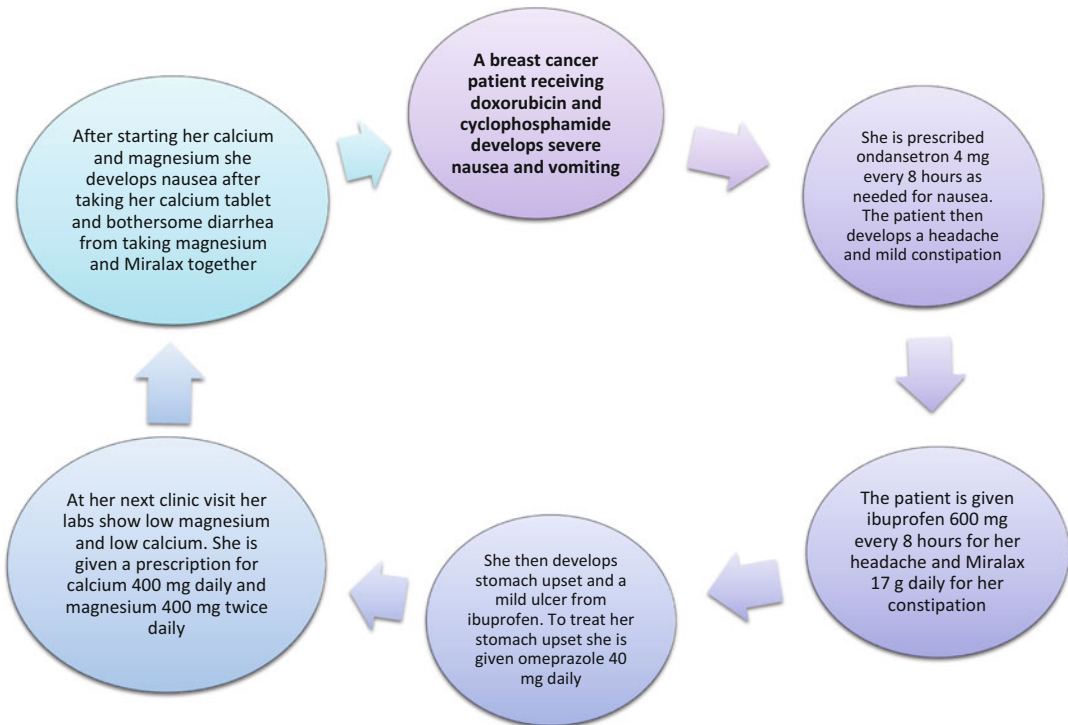 A breast cancer
patient receiving
doxorubicin and
cyclophosphamide
develops severe
nausea and vomiting
She is prescribed
ondansetron 4 mg
every 8 hours as
needed for nausea.
The patient then
develops a headache
and mild constipation
The patient is given
ibuprofen 600 mg
every 8 hours for her
headache and Miralax
17 g daily for her
constipation
She then develops
stomach upset and a
mild ulcer from
ibuprofen. To treat her
stomach upset she is
given omeprazole 40
mg daily
At her next clinic visit her
labs show low magnesium
and low calcium. She is
given a prescription for
calcium 400 mg daily and
magnesium 400 mg twice
daily
After starting her calcium
and magnesium she
develops nausea after
taking her calcium tablet
and bothersome diarrhea
from taking magnesium
and Miralax together